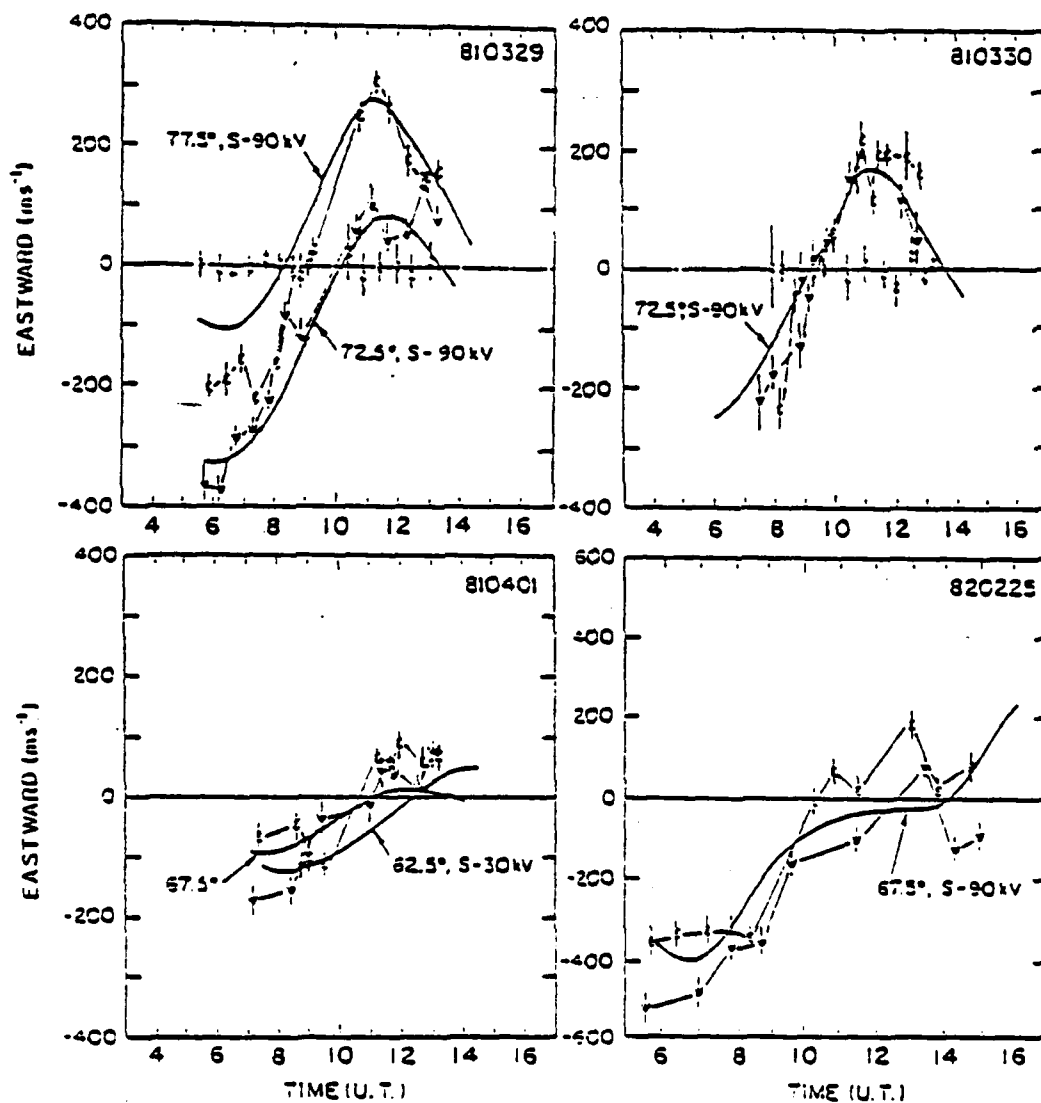 400
810329
77.5°, S-90 kV
200
EASTWARD (ms⁻¹)
0
72.5°, S-90 kV
-200
-400
4 6 8 10 12 14 16
400
810330
200
0
72.5°, S-90 kV
-200
-400
4 6 8 10 12 14 16
400
810401
200
EASTWARD (ms⁻¹)
0
67.5°
62.5°, S-30 kV
-200
-400
4 6 8 10 12 14 16
TIME (U.T.)
600
820225
400
200
0
67.5°, S-90 kV
-200
-400
-600
6 8 10 12 14 16
TIME (U.T.)